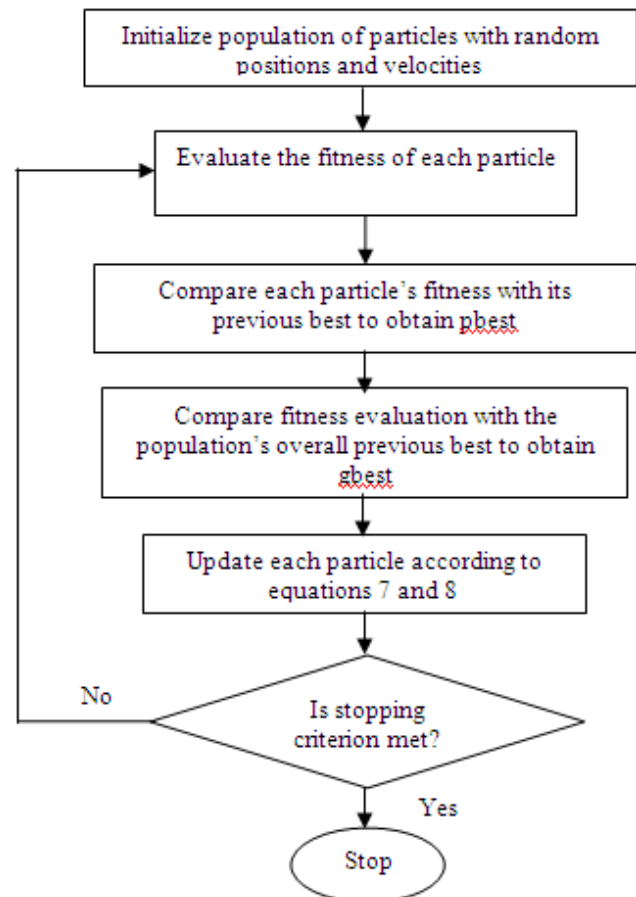 Initialize population of particles with random
positions and velocities
Evaluate the fitness of each particle
Compare each particle's fitness with its
previous best to obtain pbest
Compare fitness evaluation with the
population's overall previous best to obtain
gbest
Update each particle according to
equations 7 and 8
No
Is stopping
criterion met?
Yes
Stop